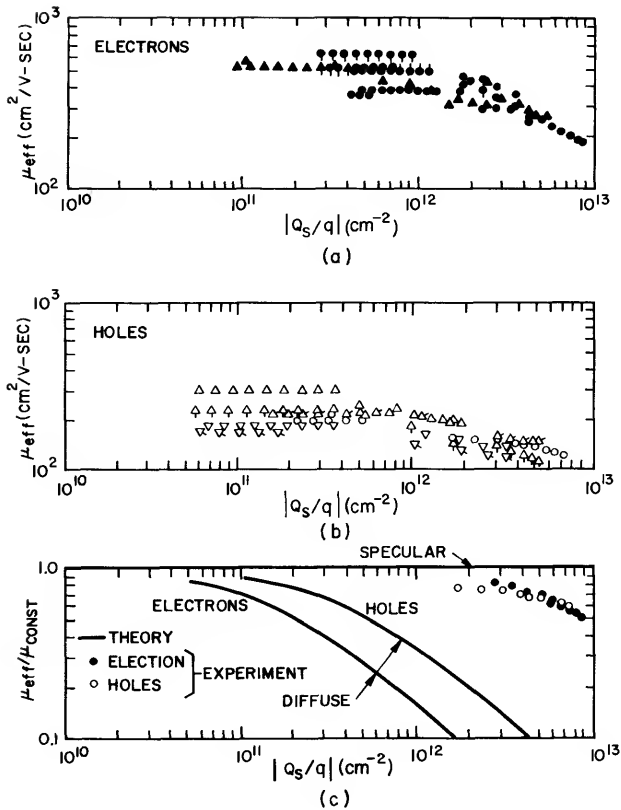 ELECTRONS
μeff (cm²/V-SEC)
10³
10²
10¹⁰ 10¹¹ 10¹² 10¹³
|Qs/q| (cm⁻²)
(a)
HOLES
μeff (cm²/V-SEC)
10³
10²
10¹⁰ 10¹¹ 10¹² 10¹³
|Qs/q| (cm⁻²)
(b)
SPECULAR
1.0
ELECTRONS
HOLES
THEORY
ELECTION
HOLES
EXPERIMENT
DIFFUSE
μeff/μCONST
0.1
10¹⁰ 10¹¹ 10¹² 10¹³
|Qs/q| (cm⁻²)
(c)